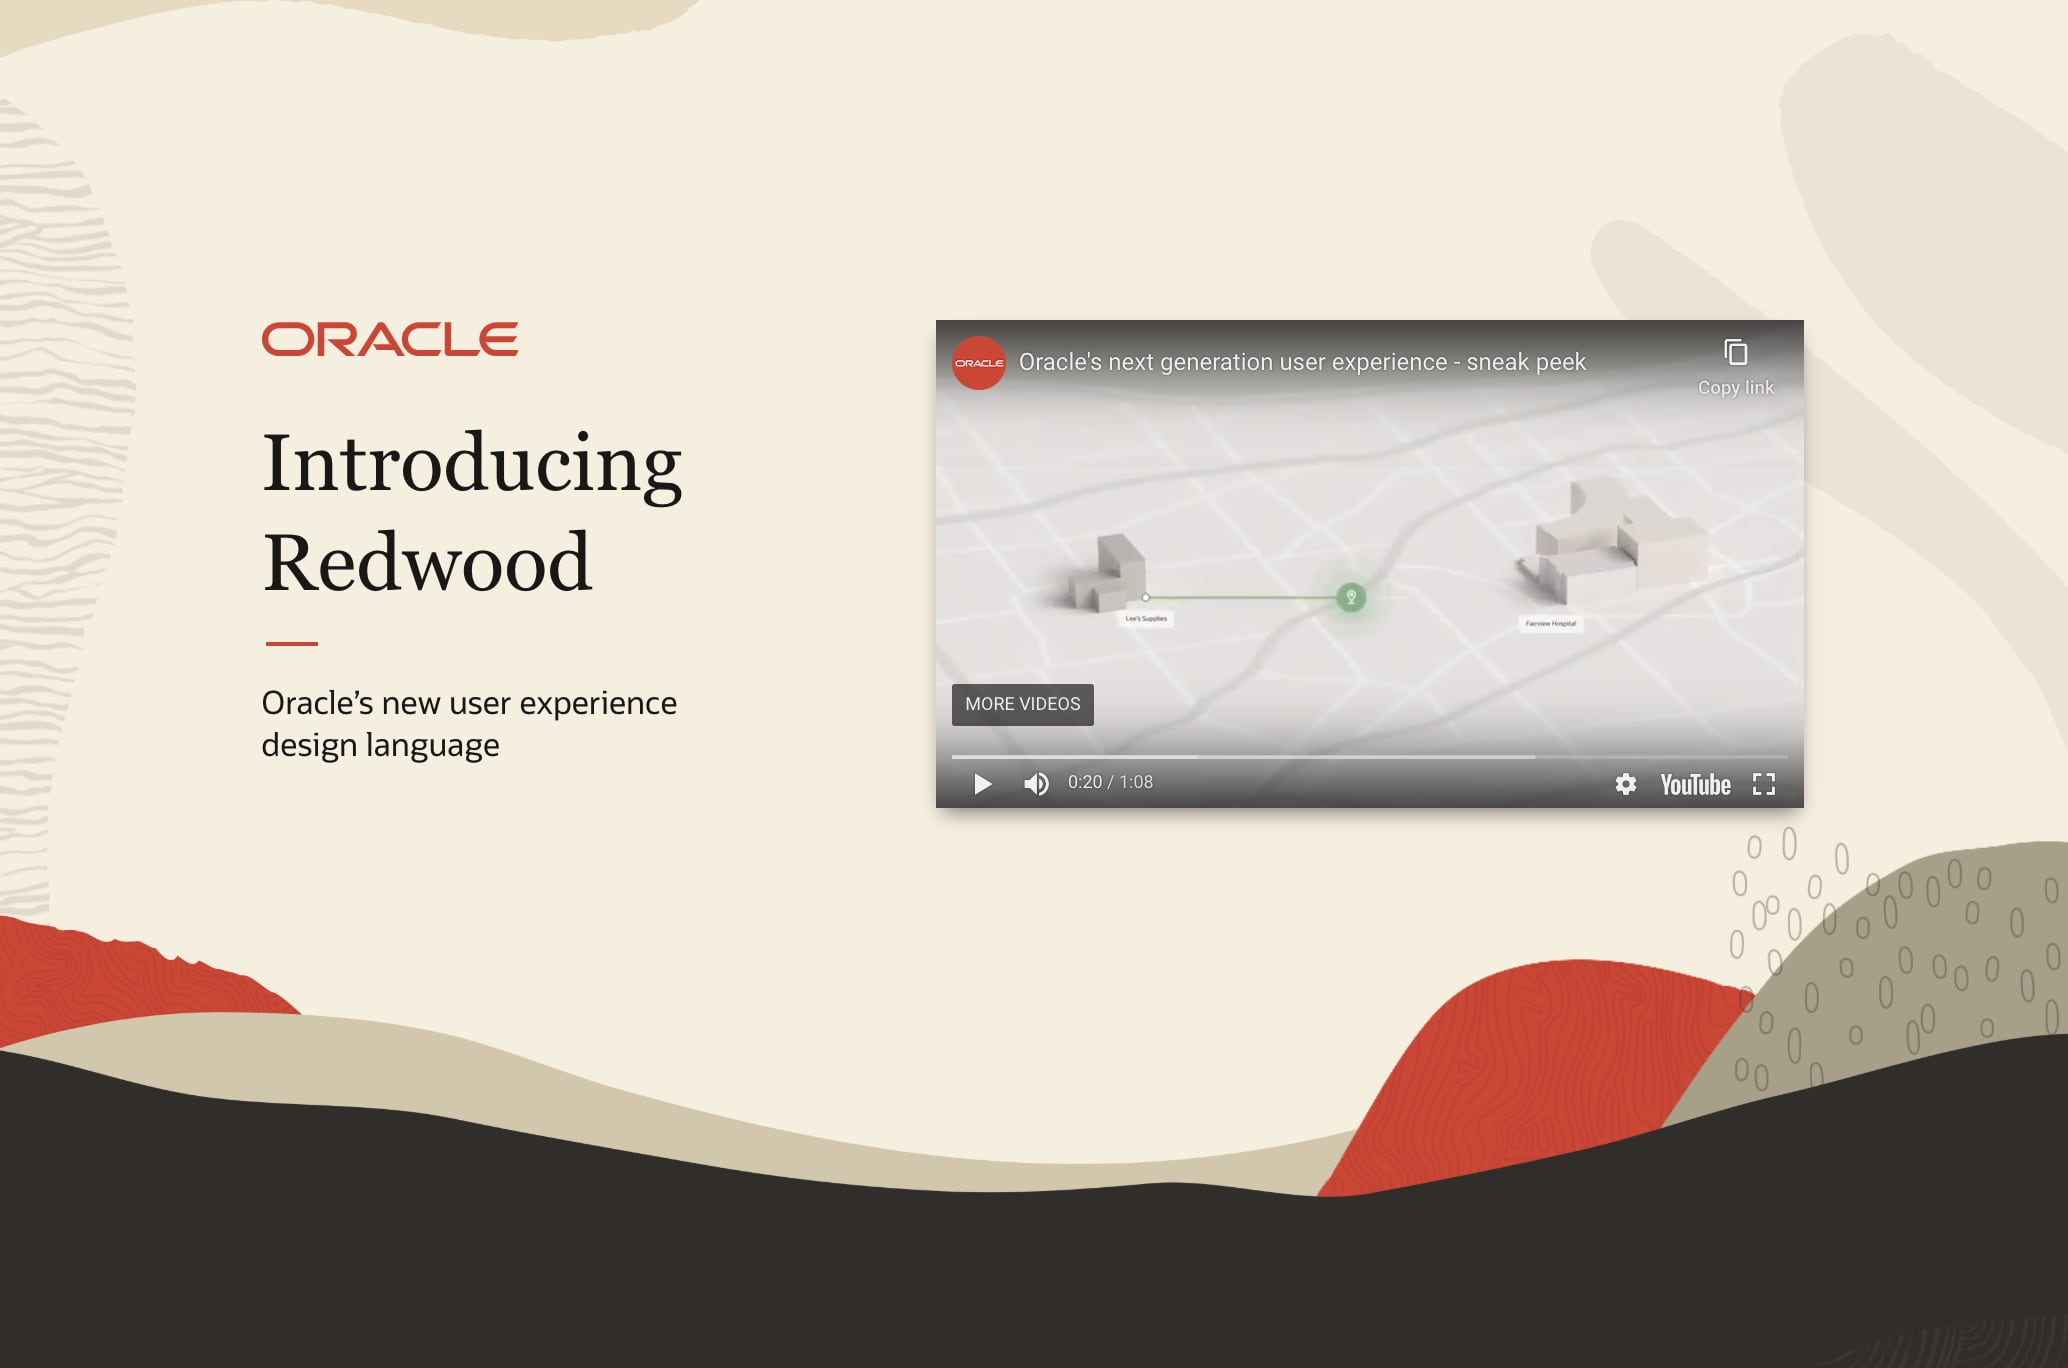 ORACLE
Introducing
Redwood
Oracle’s new user experience
design language
ORACLE
Oracle's next generation user experience - sneak peek
Copy link
Lee's Supplies
Fairview Hospital
MORE VIDEOS
0:20 / 1:08
YouTube